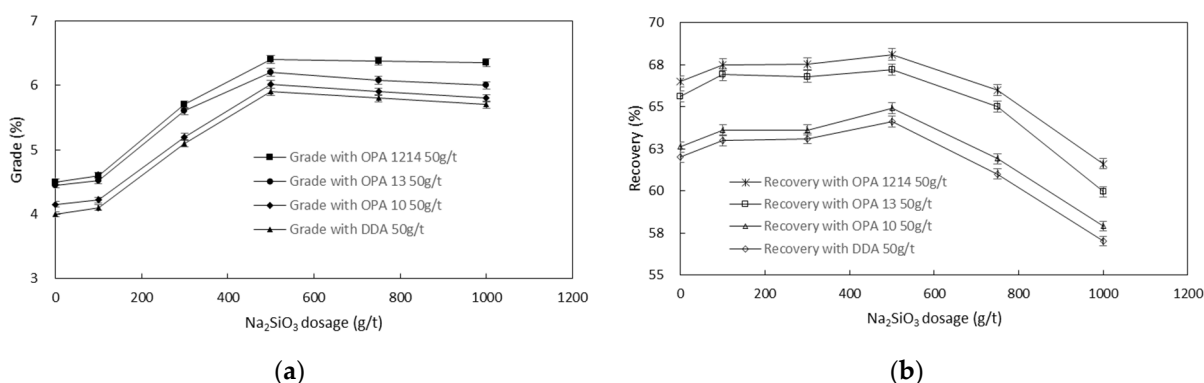 7
6
5
4
3
Grade (%)
Grade with OPA 1214 50g/t
Grade with OPA 13 50g/t
Grade with OPA 10 50g/t
Grade with DDA 50g/t
0 200 400 600 800 1000 1200
Na₂SiO₃ dosage (g/t)
(a)
70
68
65
63
60
58
55
Recovery (%)
Recovery with OPA 1214 50g/t
Recovery with OPA 13 50g/t
Recovery with OPA 10 50g/t
Recovery with DDA 50g/t
0 200 400 600 800 1000 1200
Na₂SiO₃ dosage (g/t)
(b)